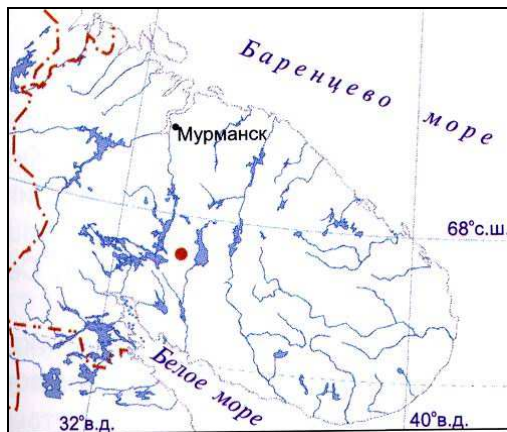 Баренцево море
Мурманск
68°с.ш.
Белое море
32°в.д.
40°в.д.